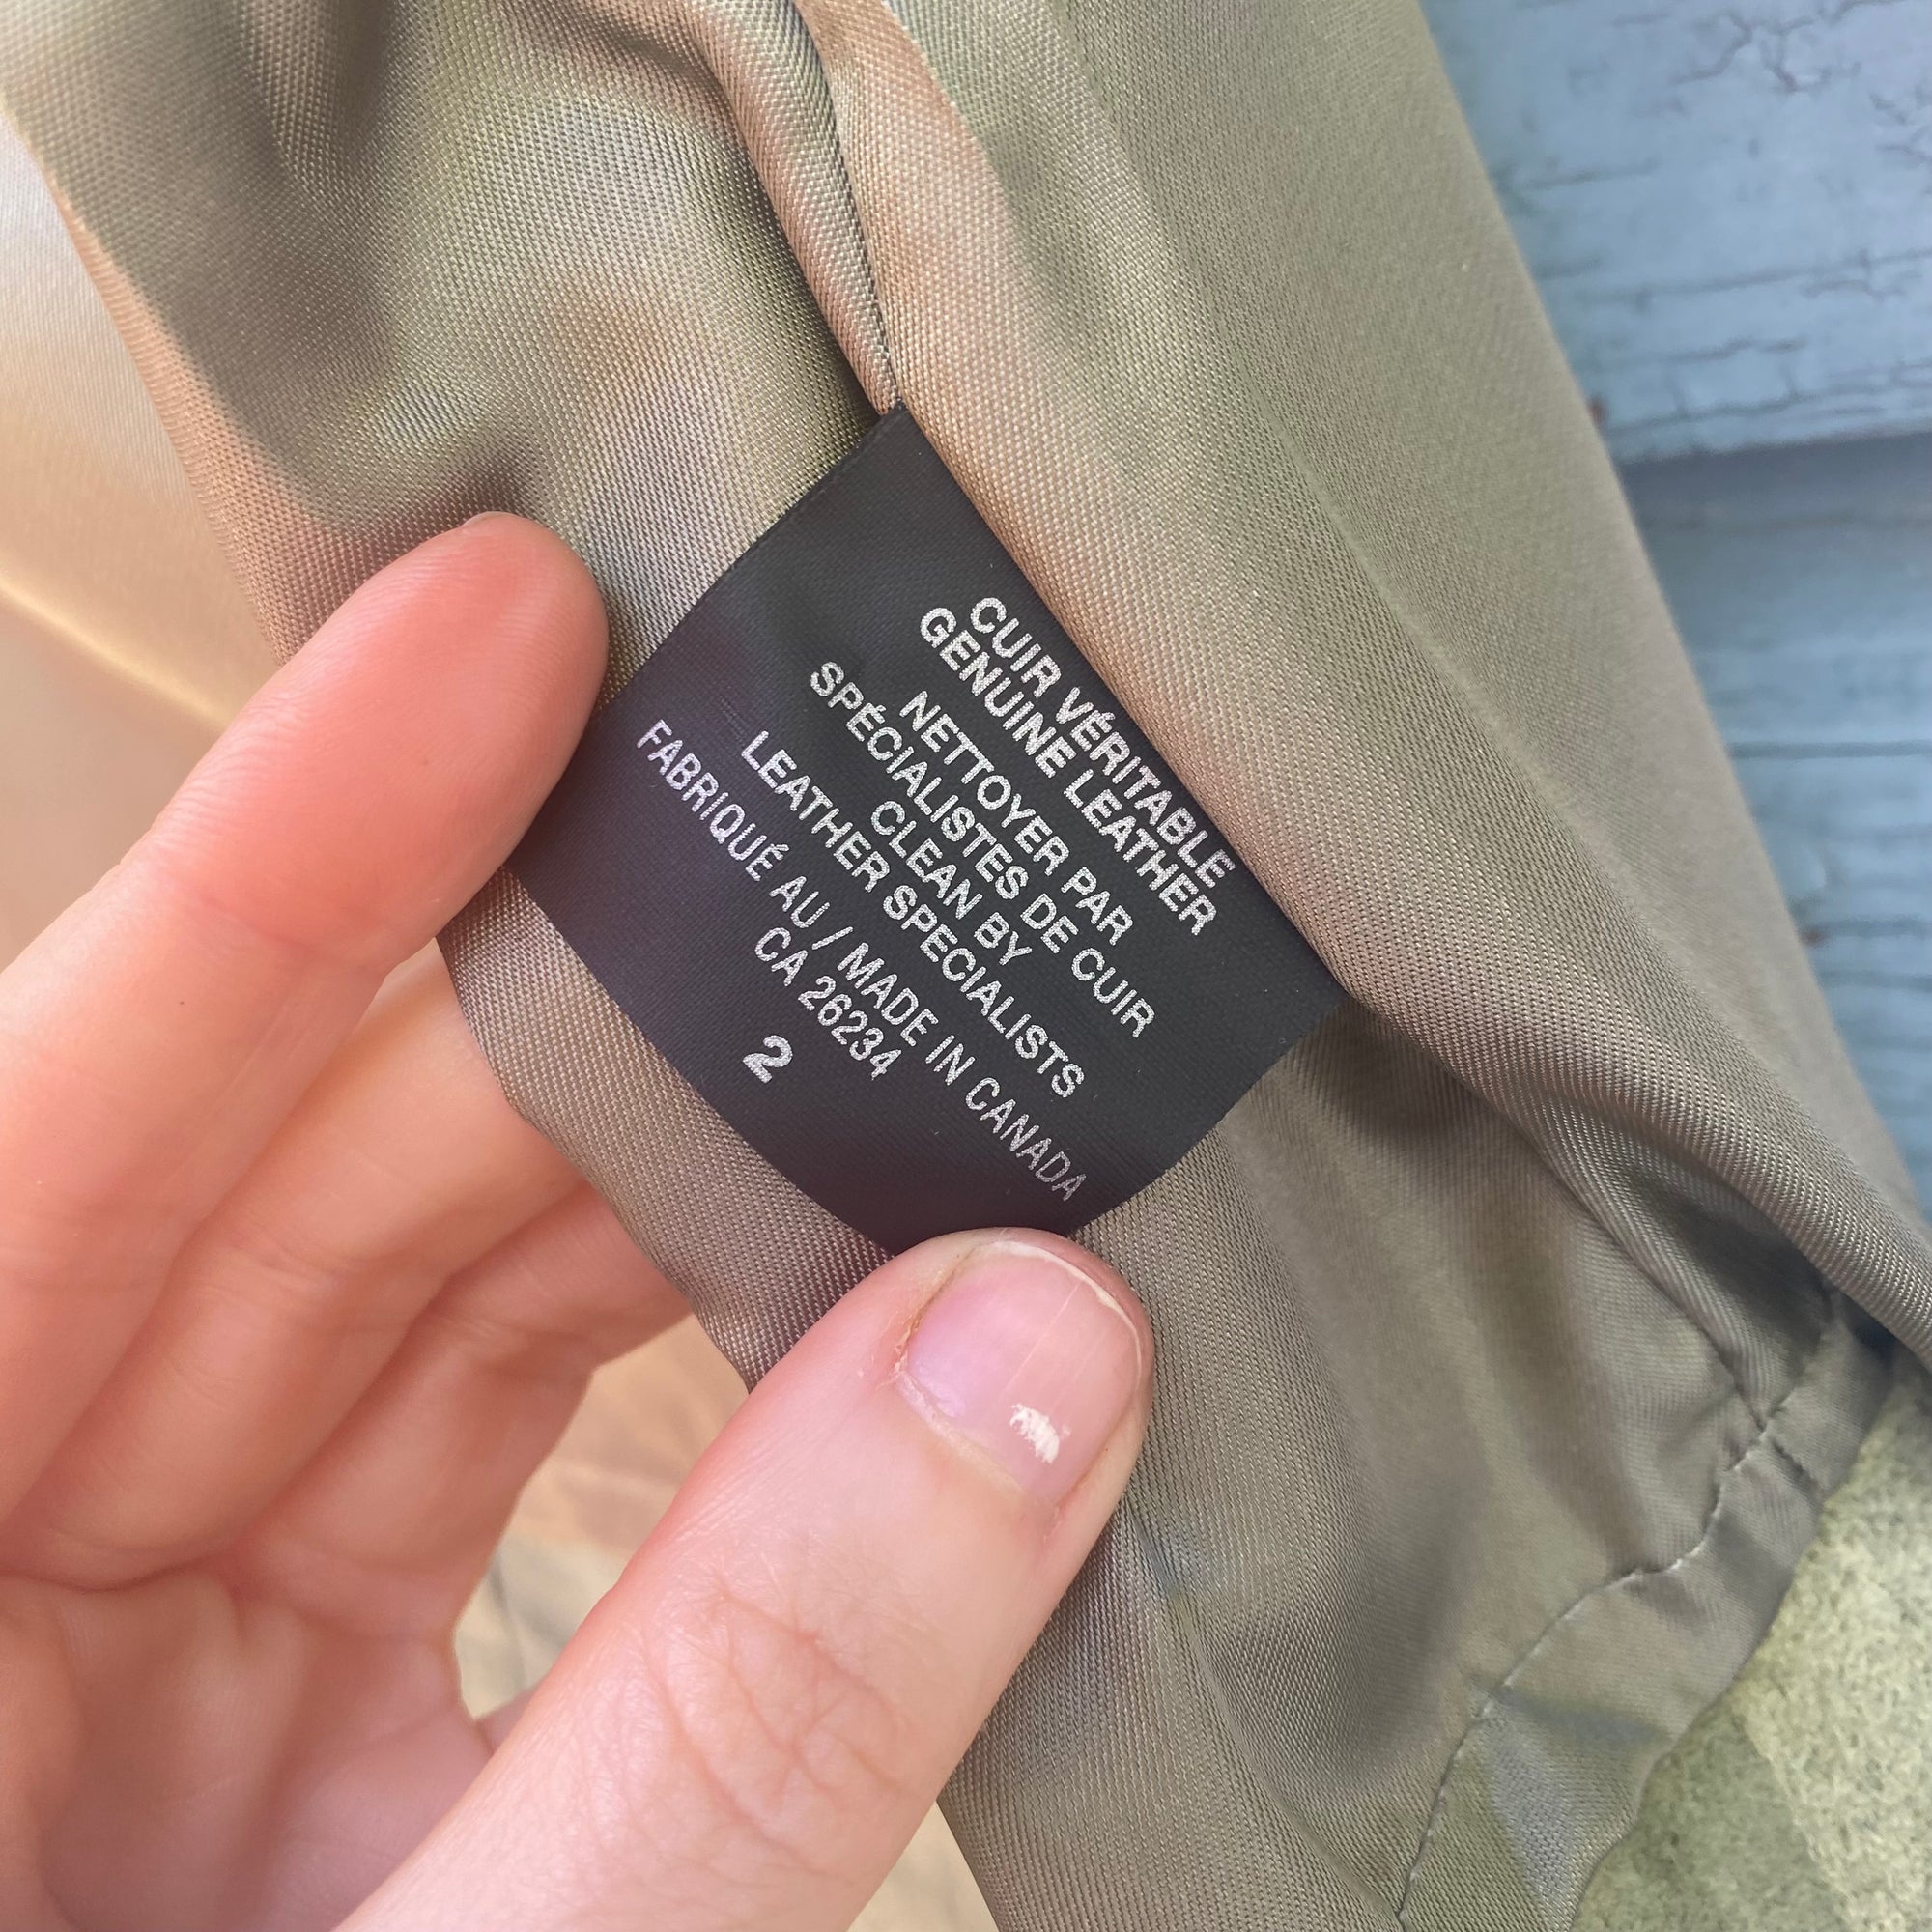 CUIR VÉRITABLE
GENUINE LEATHER
NETTOYER PAR
SPÉCIALISTES DE CUIR
CLEAN BY
LEATHER SPECIALISTS
FABRIQUÉ AU / MADE IN CANADA
CA 26234
2